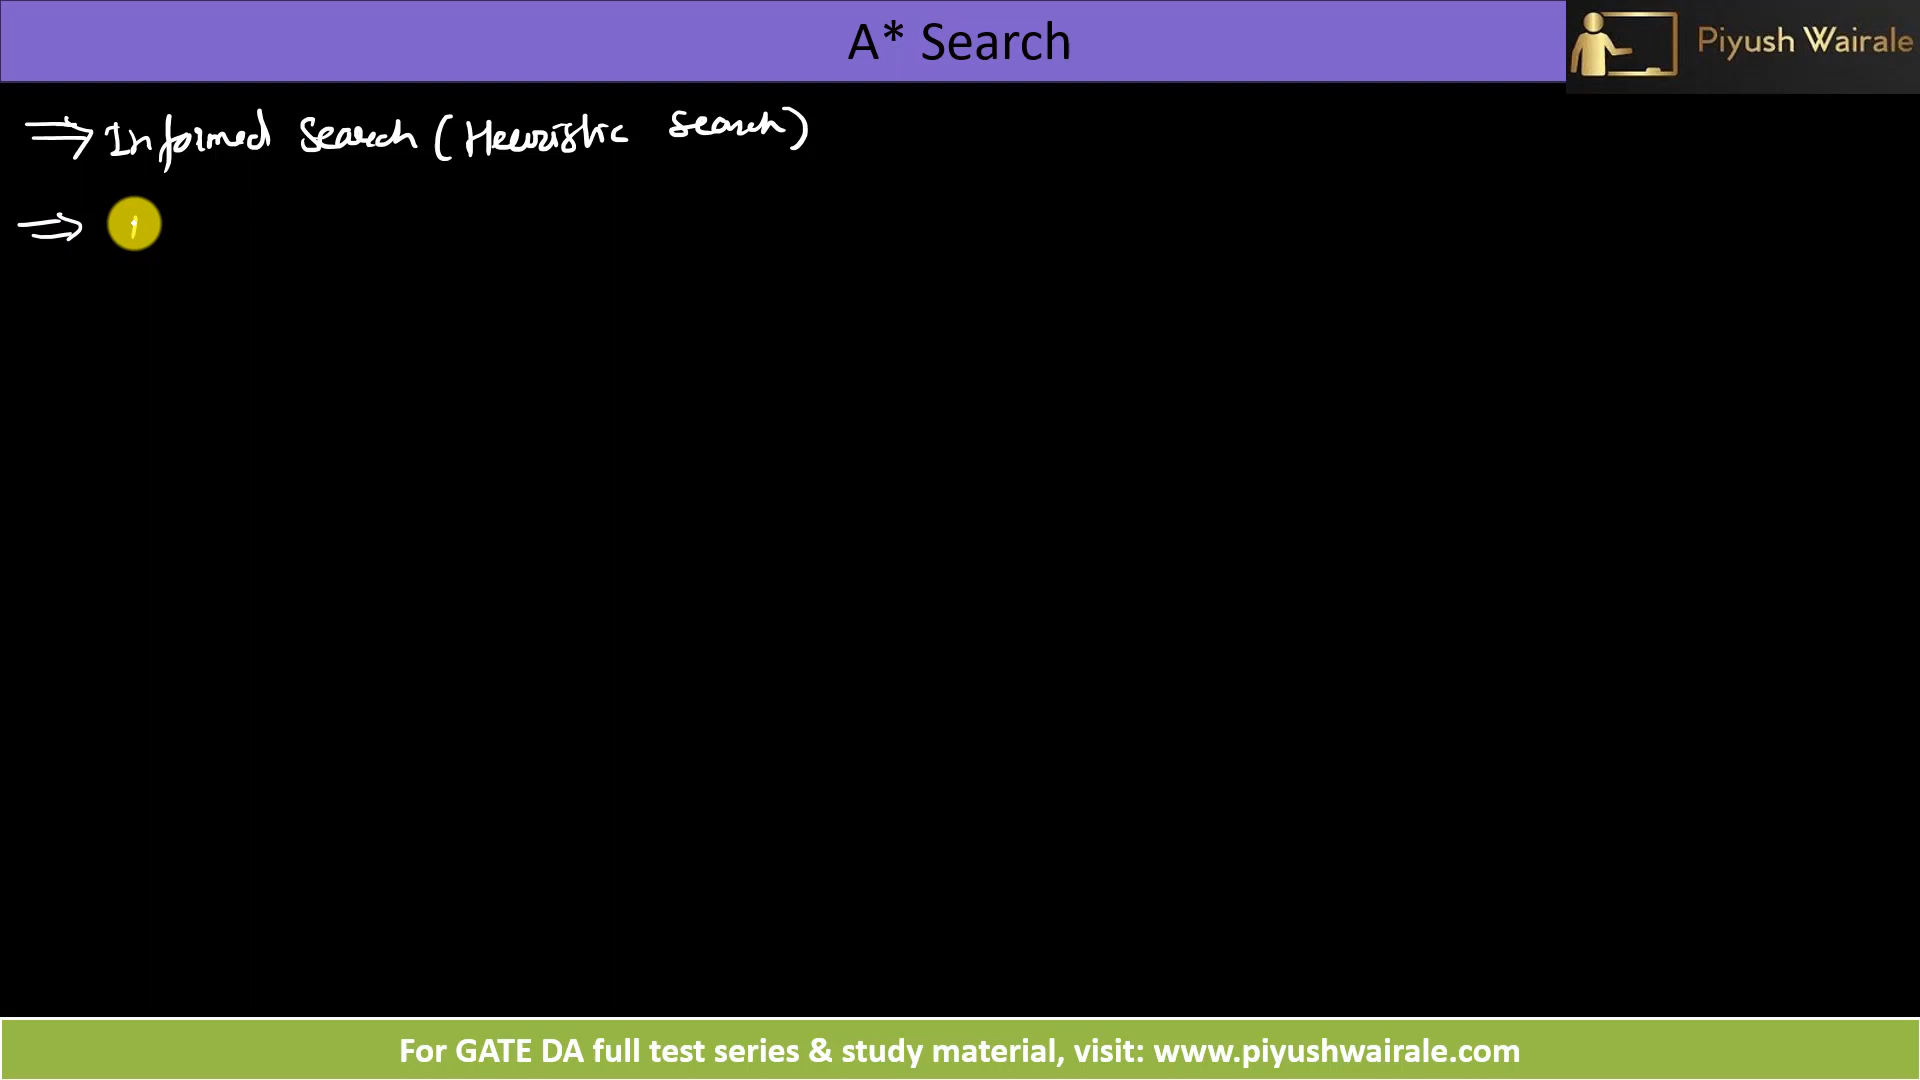 A* Search
Piyush Wairale
⇒ Informed Search (Heuristic search)
⇒
For GATE DA full test series & study material, visit: www.piyushwairale.com